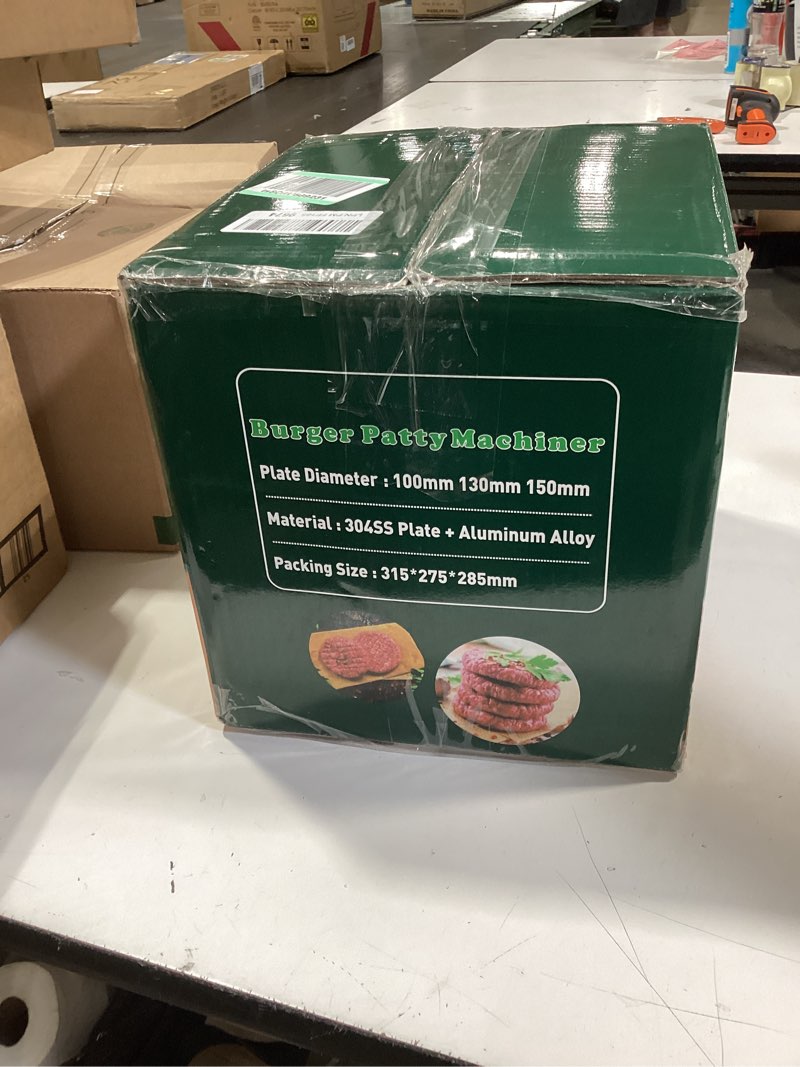 Burger Patty Machiner
Plate Diameter : 100mm 130mm 150mm
Material : 304SS Plate + Aluminum Alloy
Packing Size : 315*275*285mm